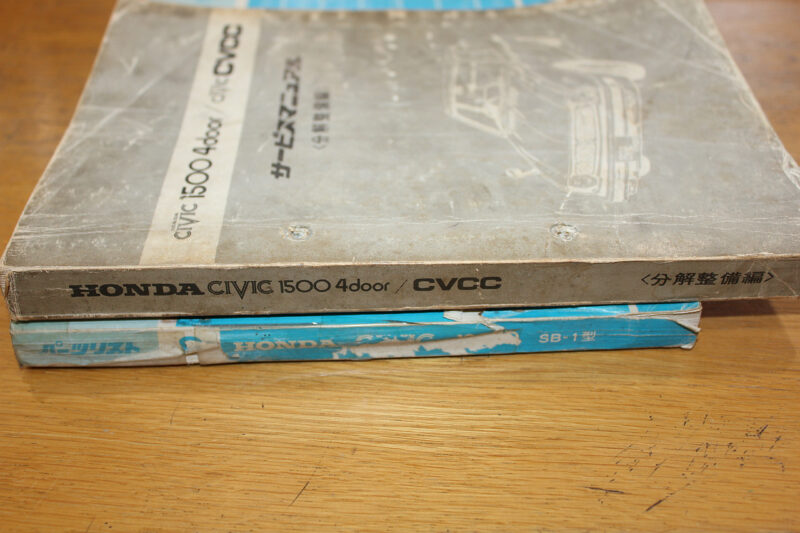 CIVIC 1500 4door / civic CVCC
サービスマニュアル
〈分解整備編〉
HONDA CIVIC 1500 4door / CVCC
〈分解整備編〉
パーツリスト
HONDA
SB-1型